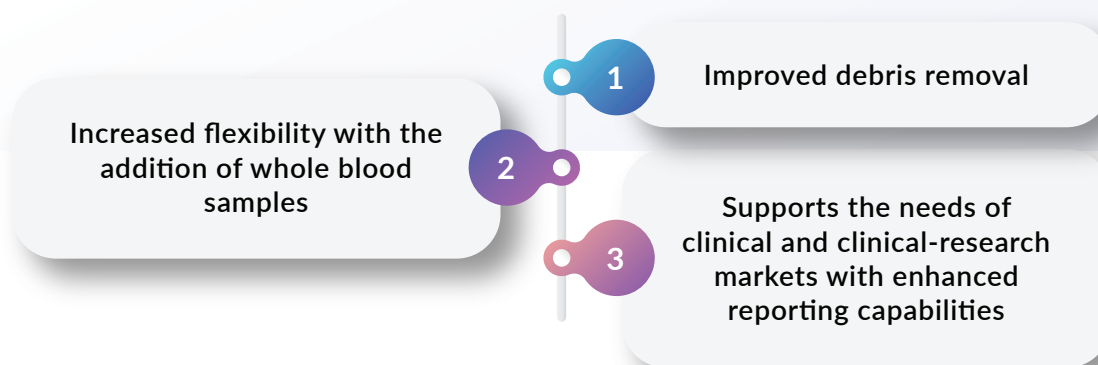 1
Improved debris removal
2
Increased flexibility with the
addition of whole blood
samples
3
Supports the needs of
clinical and clinical-research
markets with enhanced
reporting capabilities